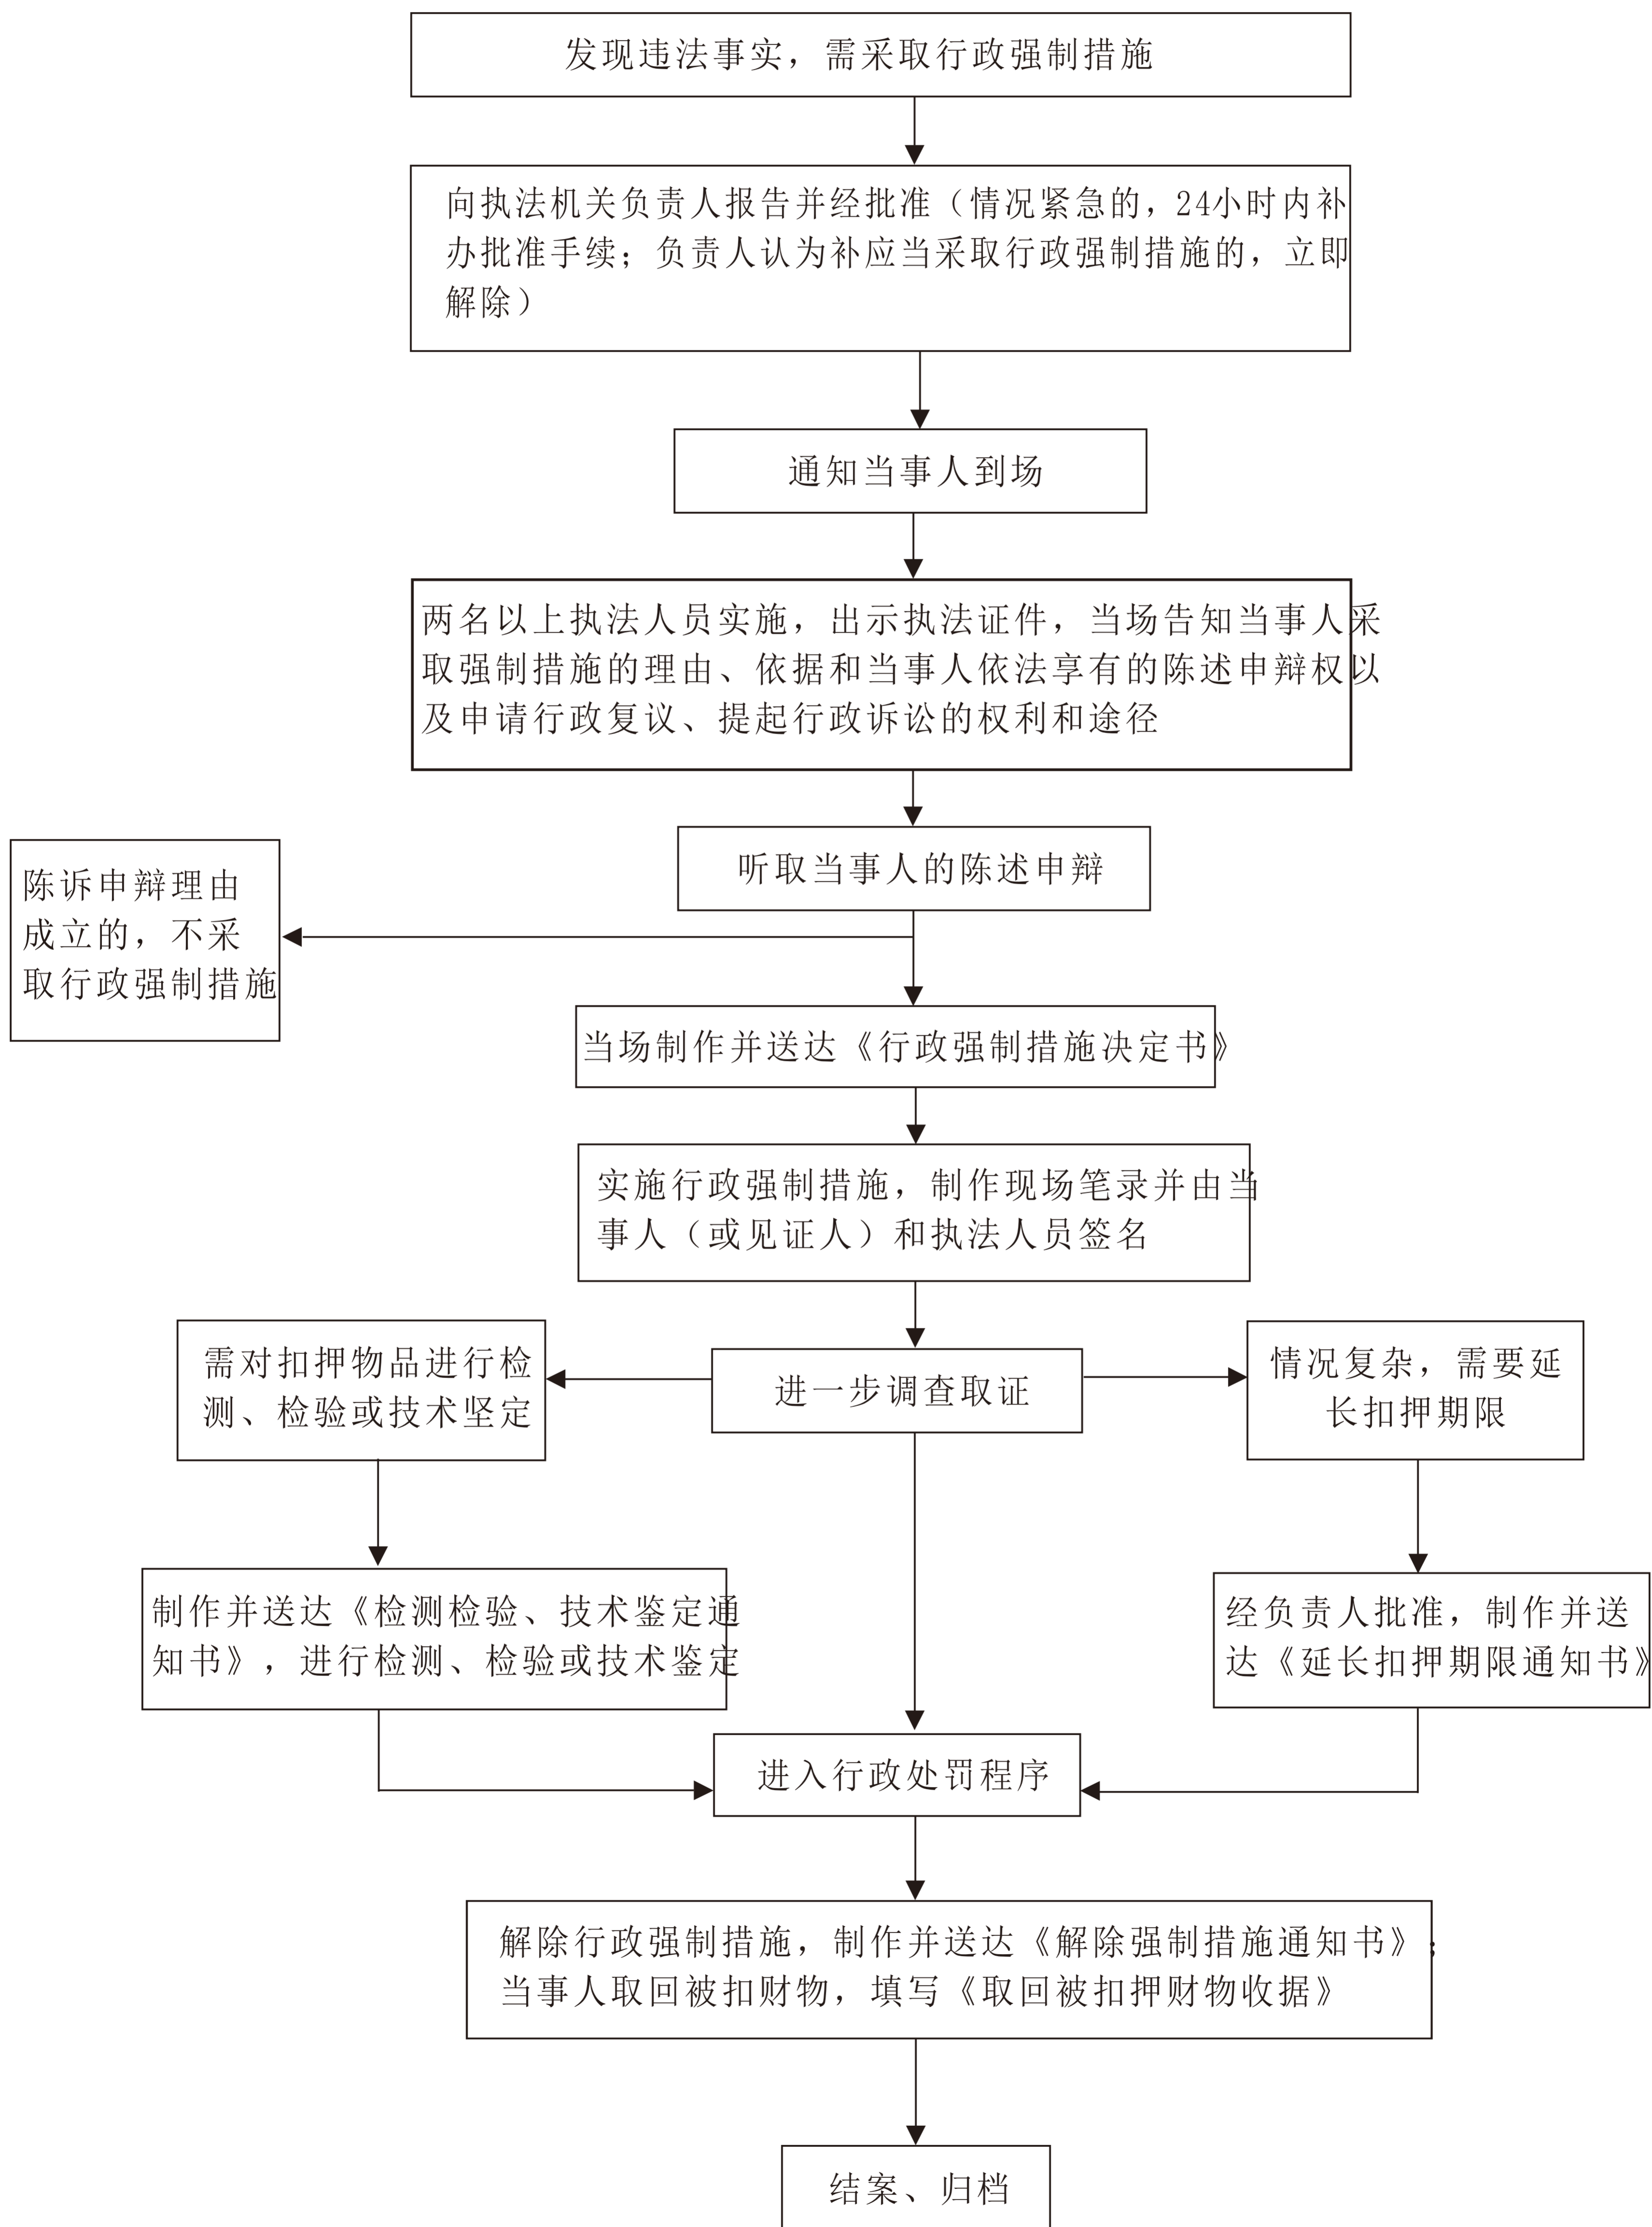 发现违法事实，需采取行政强制措施
向执法机关负责人报告并经批准（情况紧急的，24小时内补
办批准手续；负责人认为补应当采取行政强制措施的，立即
解除）
通知当事人到场
两名以上执法人员实施，出示执法证件，当场告知当事人采
取强制措施的理由、依据和当事人依法享有的陈述申辩权以
及申请行政复议、提起行政诉讼的权利和途径
听取当事人的陈述申辩
陈诉申辩理由
成立的，不采
取行政强制措施
当场制作并送达《行政强制措施决定书》
实施行政强制措施，制作现场笔录并由当
事人（或见证人）和执法人员签名
需对扣押物品进行检
测、检验或技术坚定
进一步调查取证
情况复杂，需要延
长扣押期限
制作并送达《检测检验、技术鉴定通
知书》，进行检测、检验或技术鉴定
经负责人批准，制作并送
达《延长扣押期限通知书》
进入行政处罚程序
解除行政强制措施，制作并送达《解除强制措施通知书》；
当事人取回被扣财物，填写《取回被扣押财物收据》
结案、归档